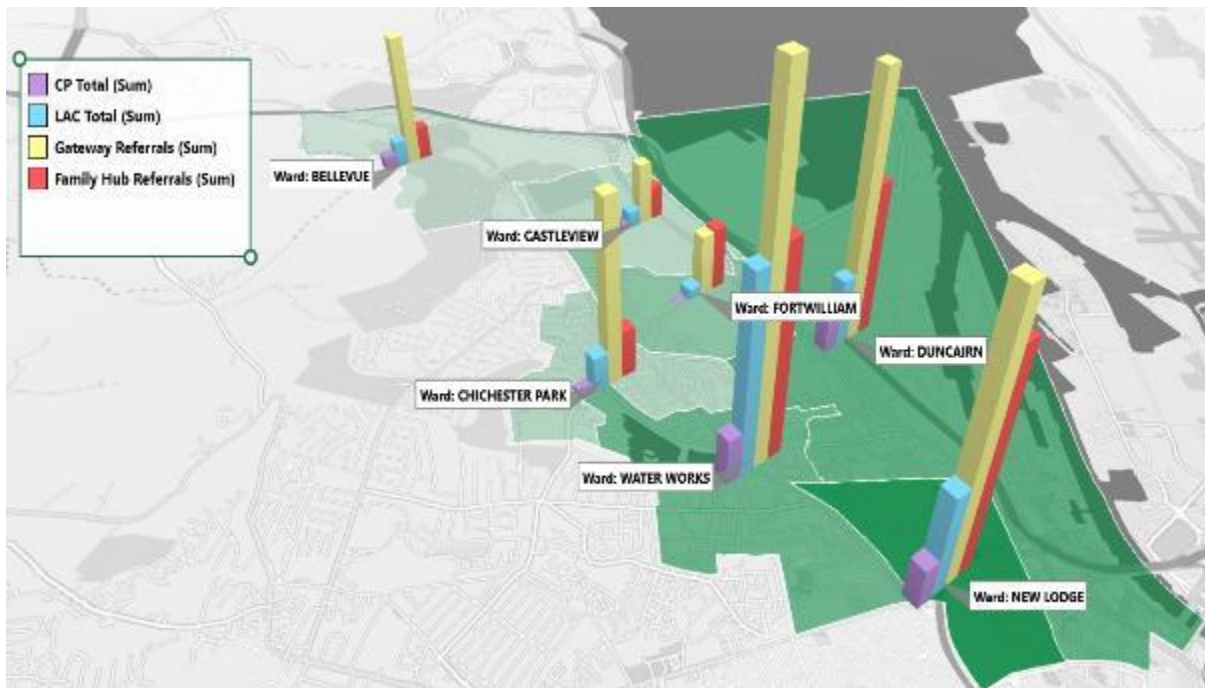 CP Total (Sum)
LAC Total (Sum)
Gateway Referrals (Sum)
Family Hub Referrals (Sum)
Ward: BELLEVUE
Ward: CASTLEVIEW
Ward: FORTWILLIAM
Ward: DUNCAIRN
Ward: CHICHESTER PARK
Ward: WATER WORKS
Ward: NEW LODGE